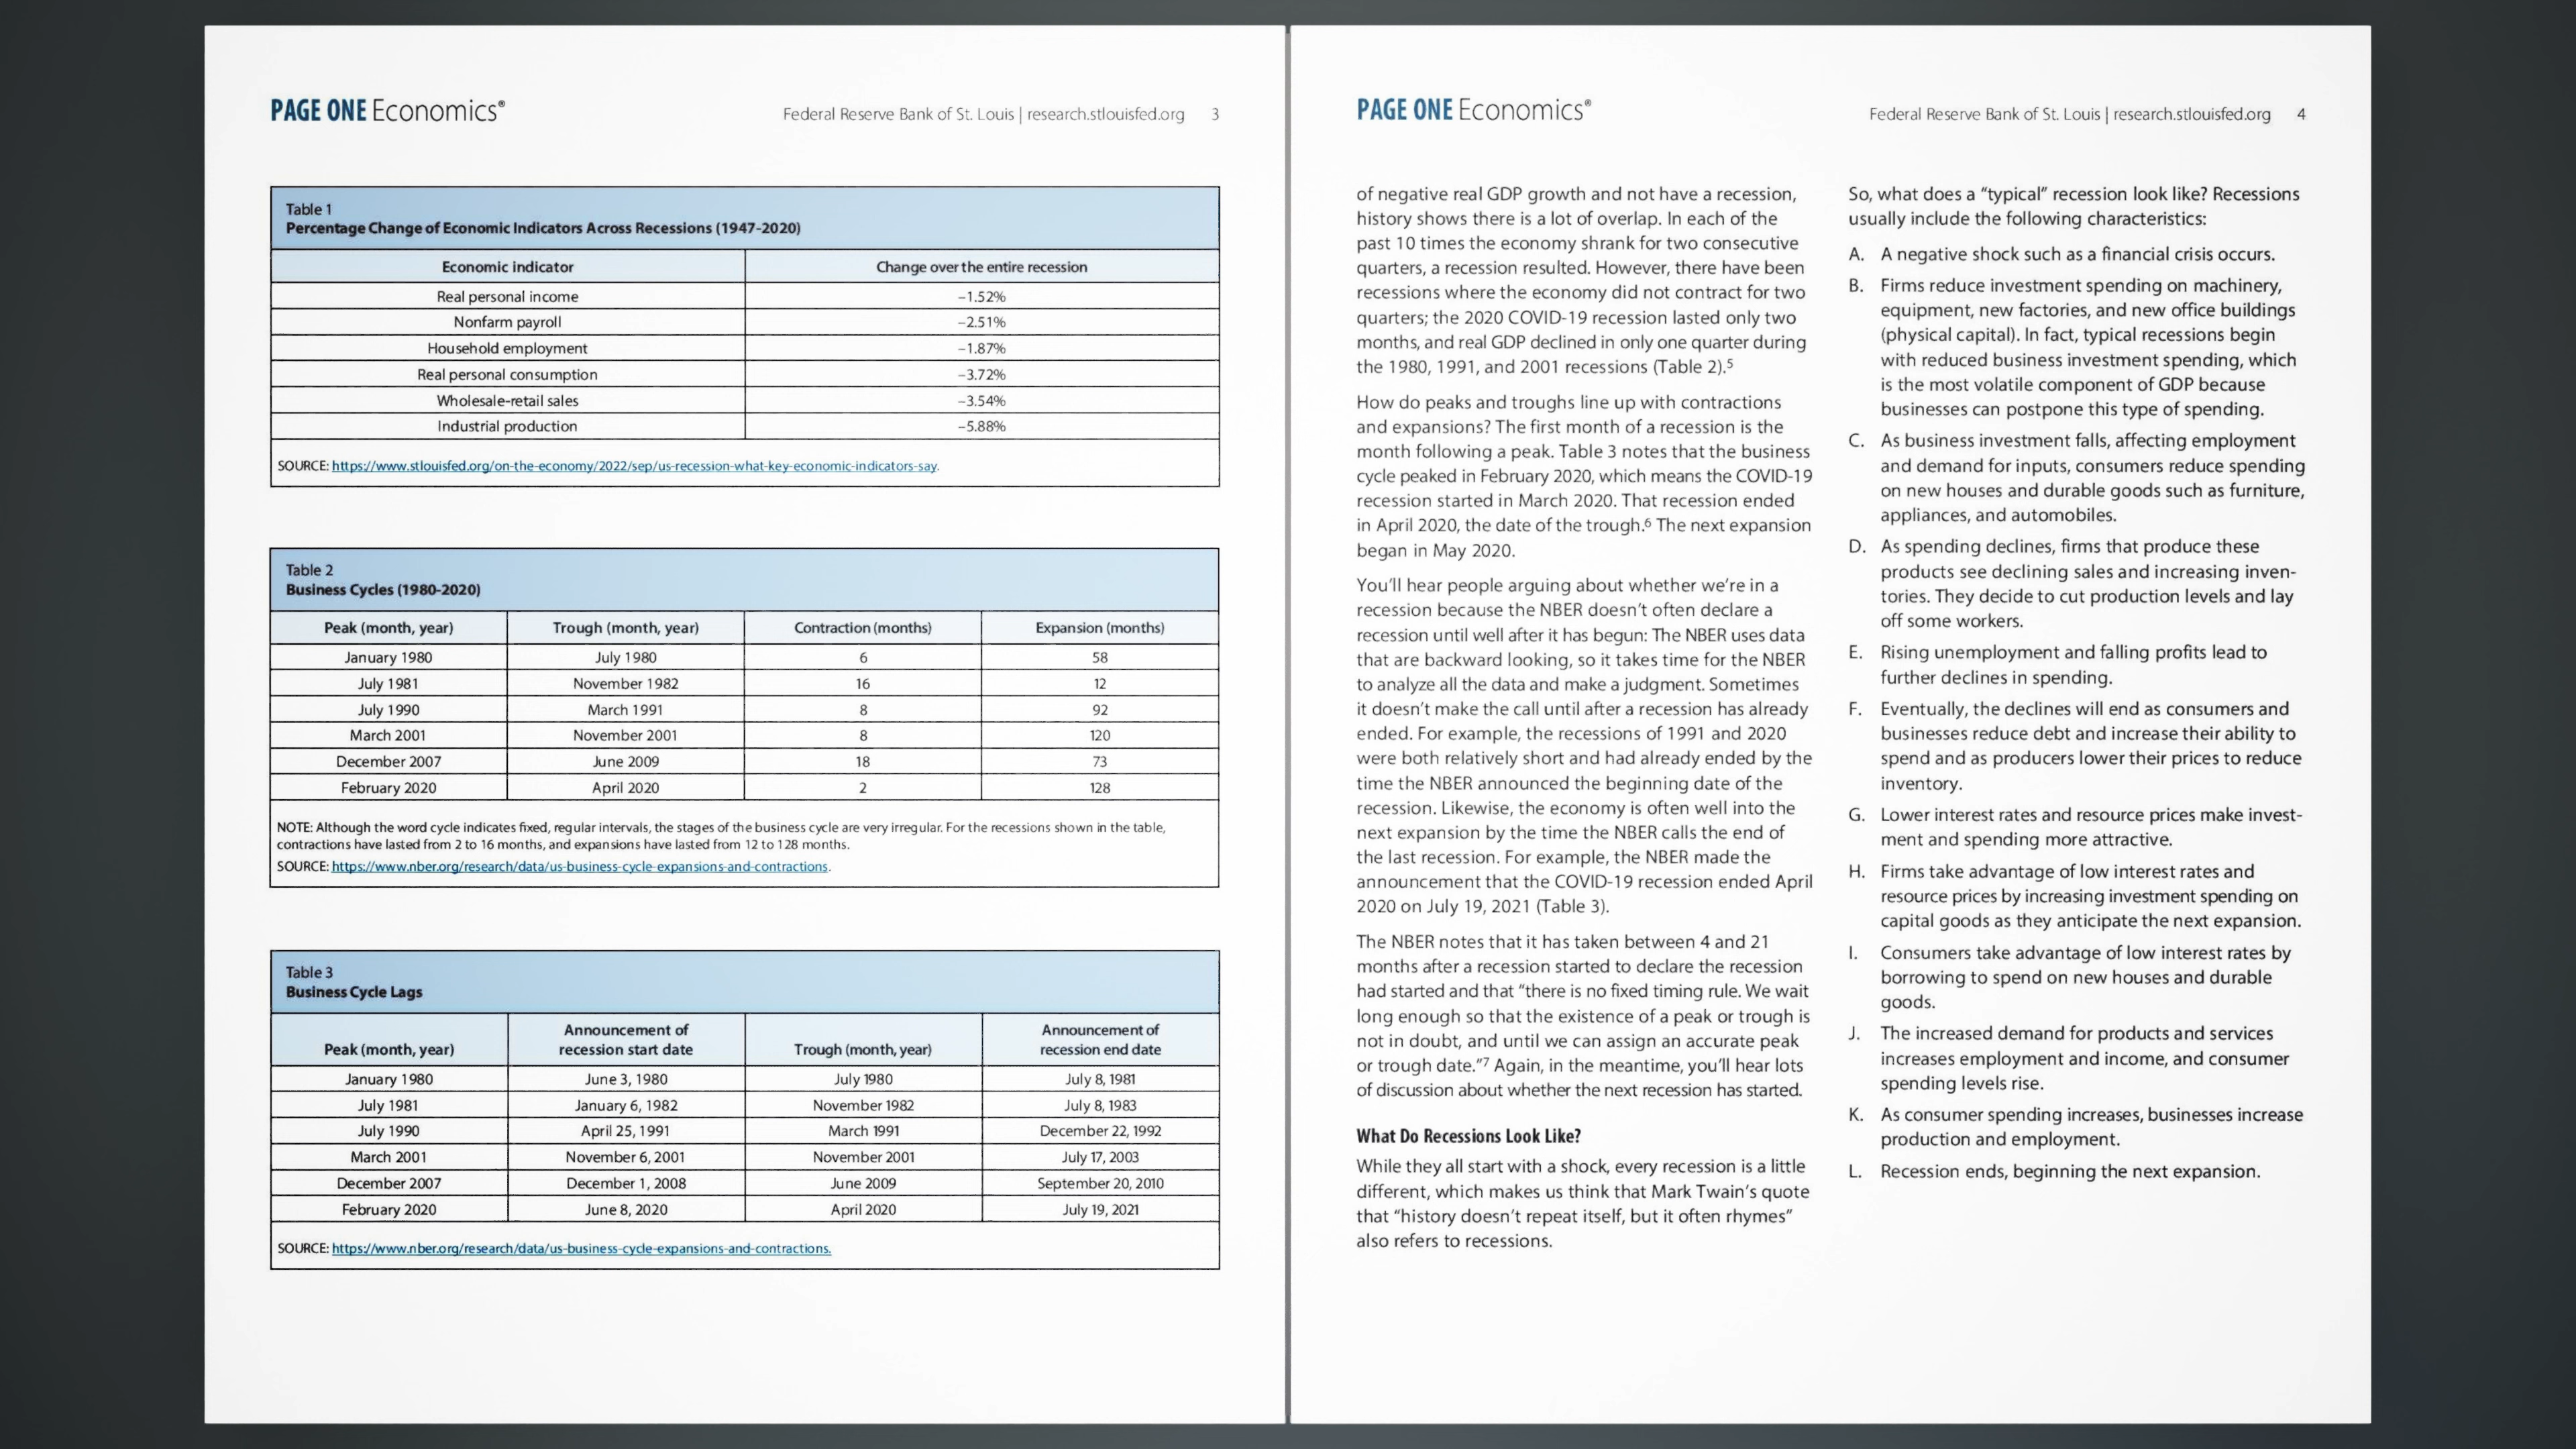 PAGE ONE Economics®
Federal Reserve Bank of St. Louis | research.stlouisfed.org 3
Table 1
Percentage Change of Economic Indicators Across Recessions (1947-2020)
Economic indicator Change over the entire recession
Real personal income –1.52%
Nonfarm payroll –2.51%
Household employment –1.87%
Real personal consumption –3.72%
Wholesale-retail sales –3.54%
Industrial production –5.88%
SOURCE: https://www.stlouisfed.org/on-the-economy/2022/sep/us-recession-what-key-economic-indicators-say.
Table 2
Business Cycles (1980-2020)
Peak (month, year) Trough (month, year) Contraction (months) Expansion (months)
January 1980 July 1980 6 58
July 1981 November 1982 16 12
July 1990 March 1991 8 92
March 2001 November 2001 8 120
December 2007 June 2009 18 73
February 2020 April 2020 2 128
NOTE: Although the word cycle indicates fixed, regular intervals, the stages of the business cycle are very irregular. For the recessions shown in the table,
contractions have lasted from 2 to 16 months, and expansions have lasted from 12 to 128 months.
SOURCE: https://www.nber.org/research/data/us-business-cycle-expansions-and-contractions.
Table 3
Business Cycle Lags
Peak (month, year) Announcement of recession start date Trough (month, year) Announcement of recession end date
January 1980 June 3, 1980 July 1980 July 8, 1981
July 1981 January 6, 1982 November 1982 July 8, 1983
July 1990 April 25, 1991 March 1991 December 22, 1992
March 2001 November 6, 2001 November 2001 July 17, 2003
December 2007 December 1, 2008 June 2009 September 20, 2010
February 2020 June 8, 2020 April 2020 July 19, 2021
SOURCE: https://www.nber.org/research/data/us-business-cycle-expansions-and-contractions.
PAGE ONE Economics®
Federal Reserve Bank of St. Louis | research.stlouisfed.org 4
of negative real GDP growth and not have a recession,
history shows there is a lot of overlap. In each of the
past 10 times the economy shrank for two consecutive
quarters, a recession resulted. However, there have been
recessions where the economy did not contract for two
quarters; the 2020 COVID-19 recession lasted only two
months, and real GDP declined in only one quarter during
the 1980, 1991, and 2001 recessions (Table 2).5
How do peaks and troughs line up with contractions
and expansions? The first month of a recession is the
month following a peak. Table 3 notes that the business
cycle peaked in February 2020, which means the COVID-19
recession started in March 2020. That recession ended
in April 2020, the date of the trough.6 The next expansion
began in May 2020.
You'll hear people arguing about whether we're in a
recession because the NBER doesn't often declare a
recession until well after it has begun: The NBER uses data
that are backward looking, so it takes time for the NBER
to analyze all the data and make a judgment. Sometimes
it doesn't make the call until after a recession has already
ended. For example, the recessions of 1991 and 2020
were both relatively short and had already ended by the
time the NBER announced the beginning date of the
recession. Likewise, the economy is often well into the
next expansion by the time the NBER calls the end of
the last recession. For example, the NBER made the
announcement that the COVID-19 recession ended April
2020 on July 19, 2021 (Table 3).
The NBER notes that it has taken between 4 and 21
months after a recession started to declare the recession
had started and that "there is no fixed timing rule. We wait
long enough so that the existence of a peak or trough is
not in doubt, and until we can assign an accurate peak
or trough date."7 Again, in the meantime, you'll hear lots
of discussion about whether the next recession has started.
What Do Recessions Look Like?
While they all start with a shock, every recession is a little
different, which makes us think that Mark Twain's quote
that "history doesn't repeat itself, but it often rhymes"
also refers to recessions.
So, what does a "typical" recession look like? Recessions
usually include the following characteristics:
A. A negative shock such as a financial crisis occurs.
B. Firms reduce investment spending on machinery,
equipment, new factories, and new office buildings
(physical capital). In fact, typical recessions begin
with reduced business investment spending, which
is the most volatile component of GDP because
businesses can postpone this type of spending.
C. As business investment falls, affecting employment
and demand for inputs, consumers reduce spending
on new houses and durable goods such as furniture,
appliances, and automobiles.
D. As spending declines, firms that produce these
products see declining sales and increasing inven-
tories. They decide to cut production levels and lay
off some workers.
E. Rising unemployment and falling profits lead to
further declines in spending.
F. Eventually, the declines will end as consumers and
businesses reduce debt and increase their ability to
spend and as producers lower their prices to reduce
inventory.
G. Lower interest rates and resource prices make invest-
ment and spending more attractive.
H. Firms take advantage of low interest rates and
resource prices by increasing investment spending on
capital goods as they anticipate the next expansion.
I. Consumers take advantage of low interest rates by
borrowing to spend on new houses and durable
goods.
J. The increased demand for products and services
increases employment and income, and consumer
spending levels rise.
K. As consumer spending increases, businesses increase
production and employment.
L. Recession ends, beginning the next expansion.